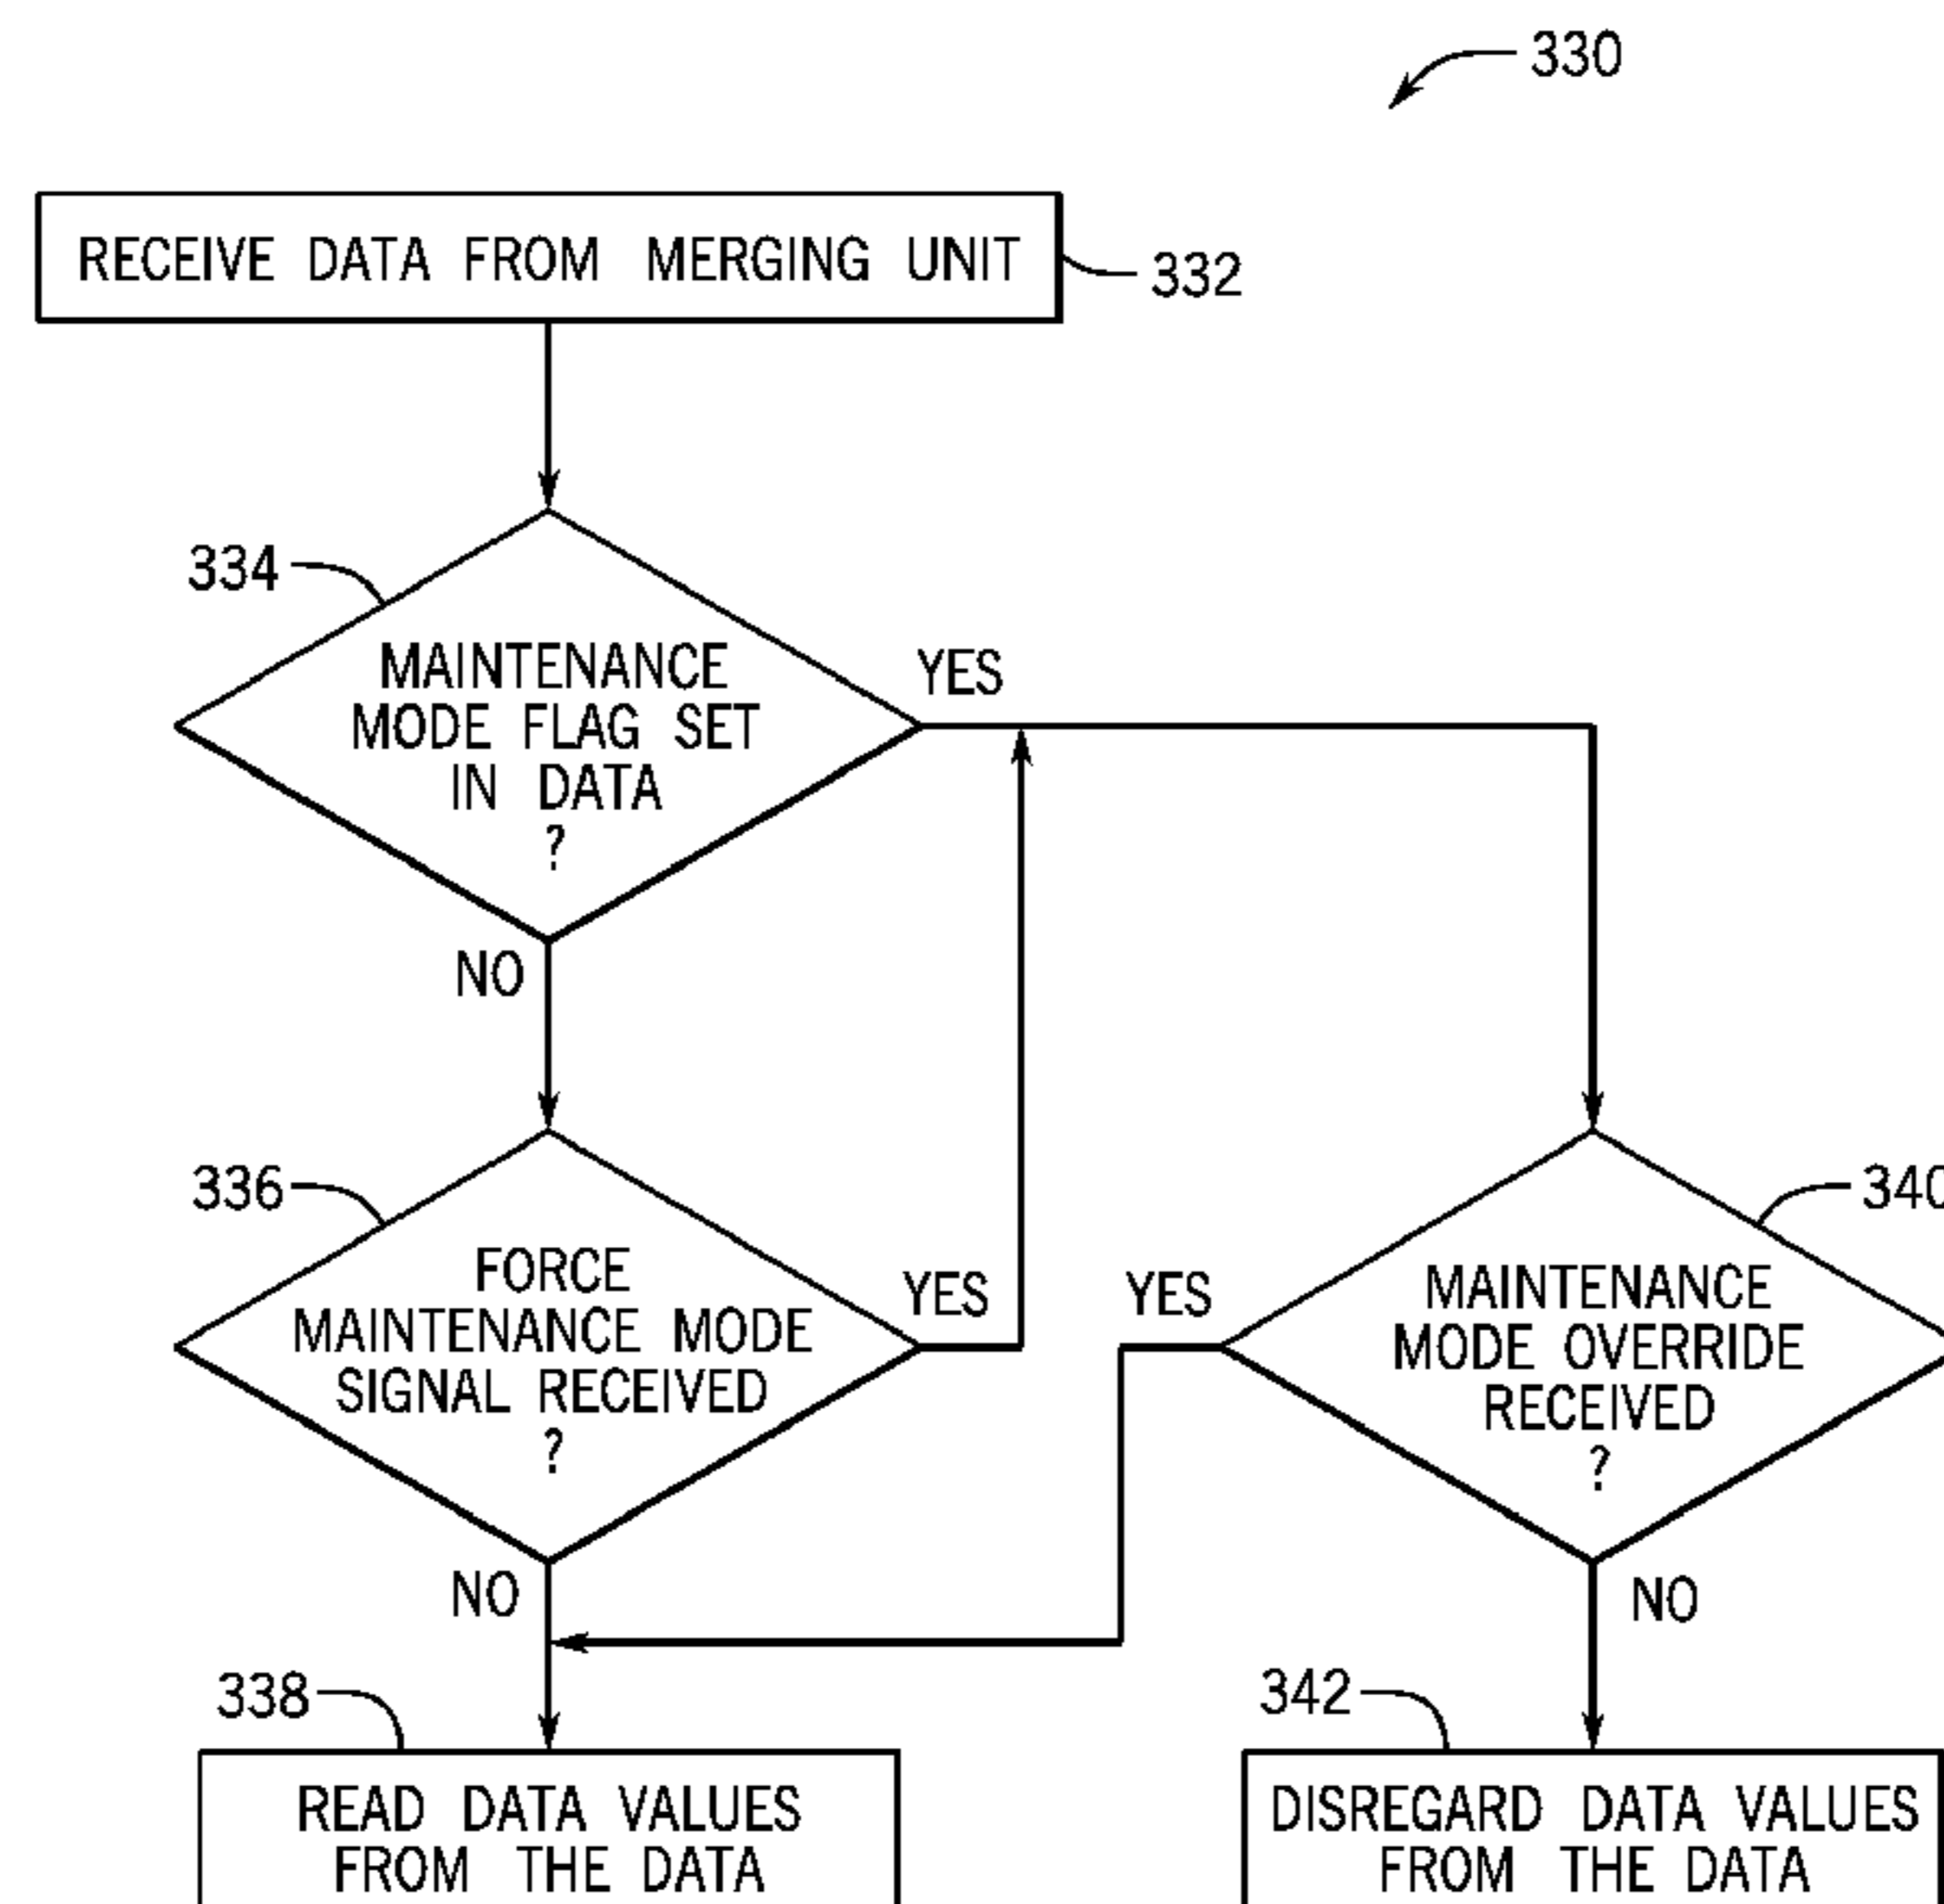 330
RECEIVE DATA FROM MERGING UNIT
332
334
MAINTENANCE
MODE FLAG SET
IN DATA
?
YES
NO
336
FORCE
MAINTENANCE MODE
SIGNAL RECEIVED
?
YES
NO
YES
340
MAINTENANCE
MODE OVERRIDE
RECEIVED
?
NO
338
READ DATA VALUES
FROM THE DATA
342
DISREGARD DATA VALUES
FROM THE DATA